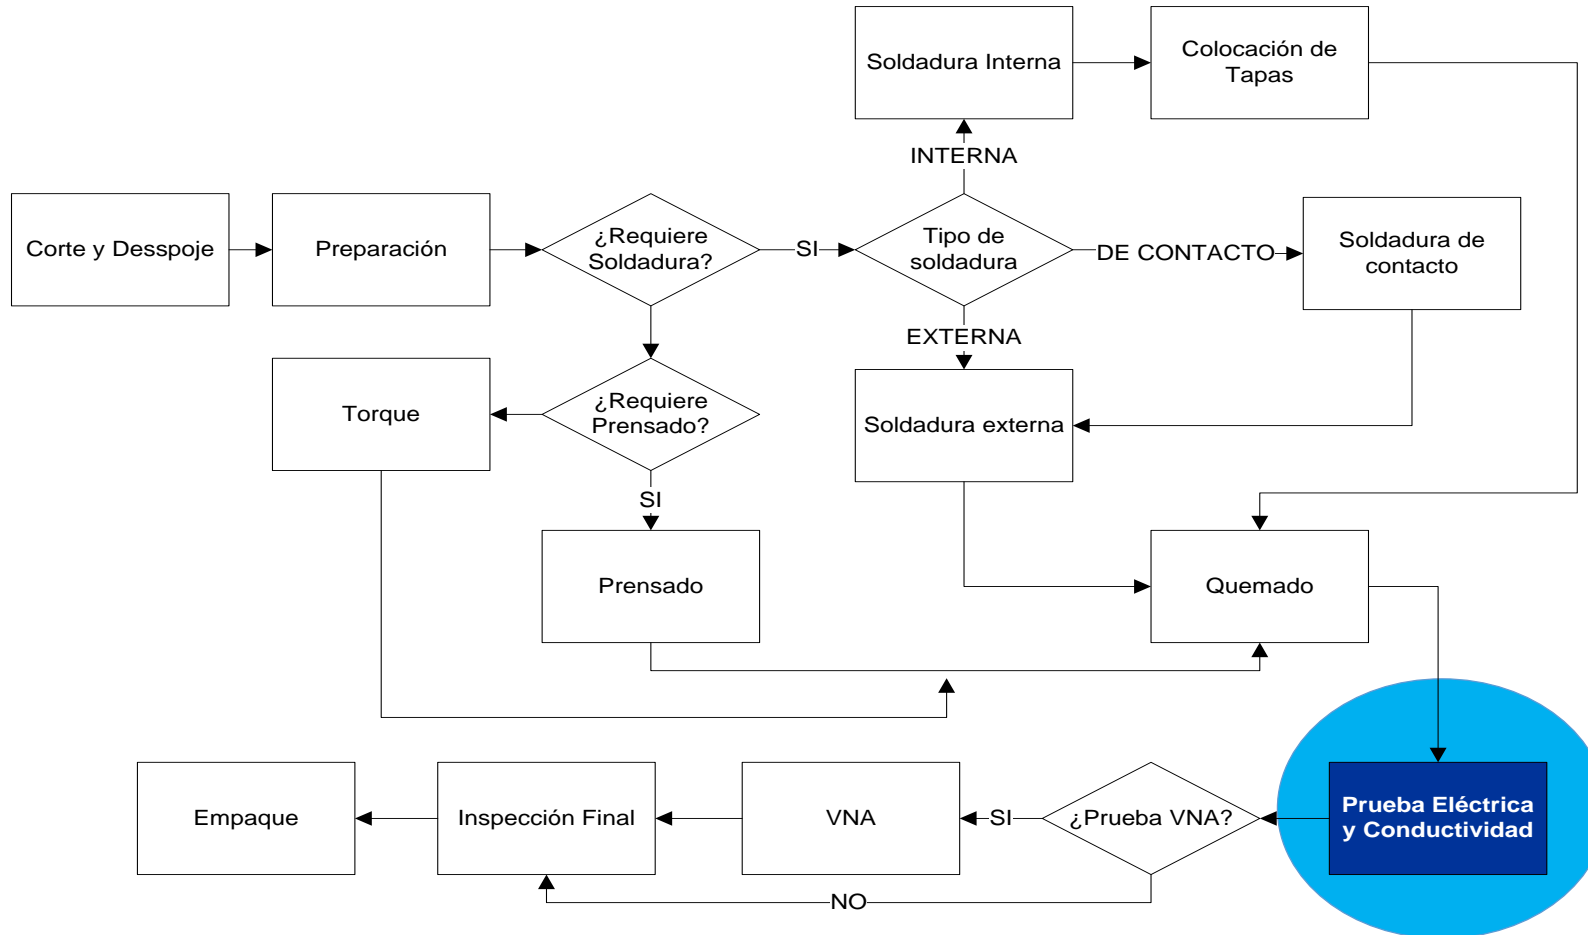 Soldadura Interna
Colocación de
Tapas
INTERNA
Corte y Desspoje
Preparación
¿Requiere
Soldadura?
SI
Tipo de
soldadura
DE CONTACTO
Soldadura de
contacto
EXTERNA
Torque
¿Requiere
Prensado?
Soldadura externa
SI
Prensado
Quemado
Empaque
Inspección Final
VNA
SI
¿Prueba VNA?
Prueba Eléctrica
y Conductividad
NO